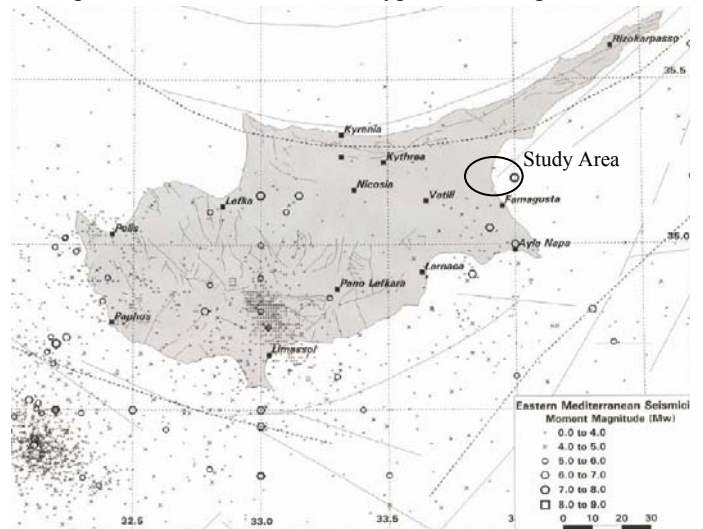 Rizokarpasso
35.5
Kyrenia
Kythrea
Study Area
Nicosia
Vatili
Famagusta
Lefka
Polis
35.0
Ayia Napa
Larnaca
Pano Lefkara
Paphos
Limassol
Eastern Mediterranean Seismici
Moment Magnitude (Mw)
0.0 to 4.0
4.0 to 5.0
5.0 to 6.0
6.0 to 7.0
7.0 to 8.0
8.0 to 9.0
32.5 33.0 33.5 3 0 10 20 30